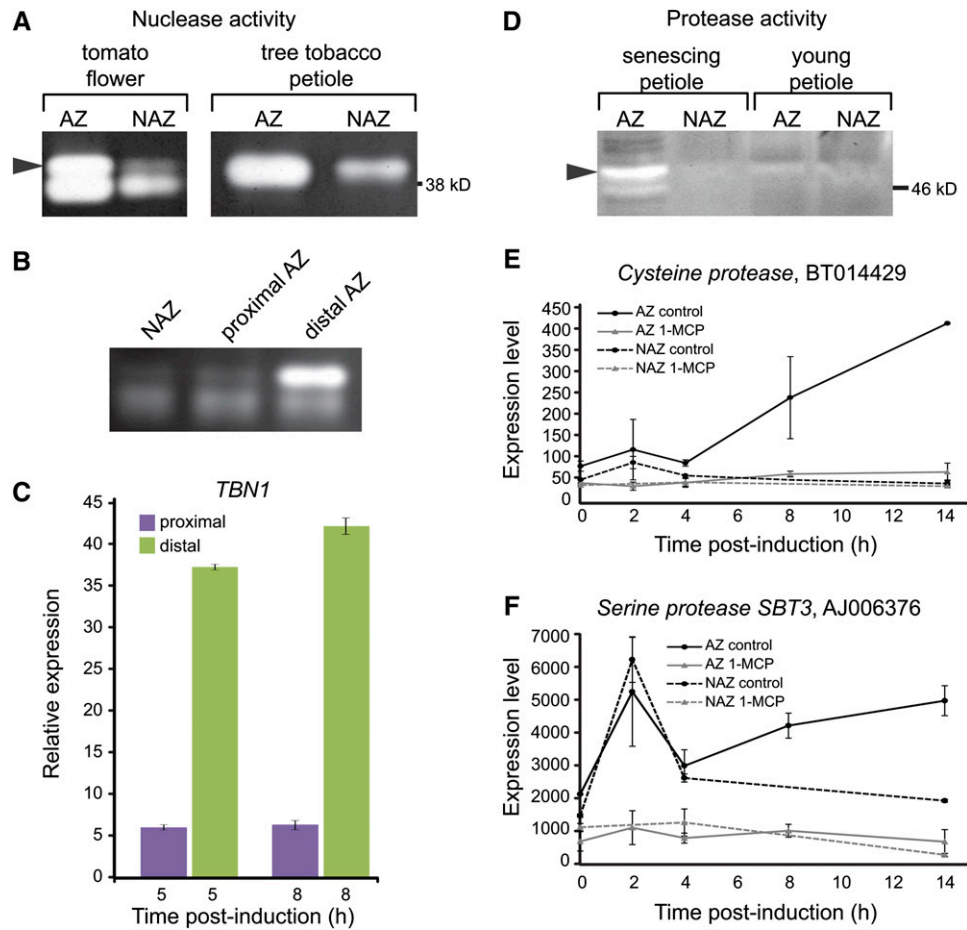 A
Nuclease activity
tomato
flower
tree tobacco
petiole
AZ
NAZ
AZ
NAZ
38 kD
B
NAZ
proximal AZ
distal AZ
C
TBN1
proximal
distal
Relative expression
45
40
35
30
25
20
15
10
5
0
5
5
8
8
Time post-induction (h)
D
Protease activity
senescing
petiole
young
petiole
AZ
NAZ
AZ
NAZ
46 kD
E
Cysteine protease, BT014429
AZ control
AZ 1-MCP
NAZ control
NAZ 1-MCP
Expression level
450
400
350
300
250
200
150
100
50
0
0
2
4
8
14
Time post-induction (h)
F
Serine protease SBT3, AJ006376
AZ control
AZ 1-MCP
NAZ control
NAZ 1-MCP
Expression level
7000
6000
5000
4000
3000
2000
1000
0
0
2
4
8
14
Time post-induction (h)